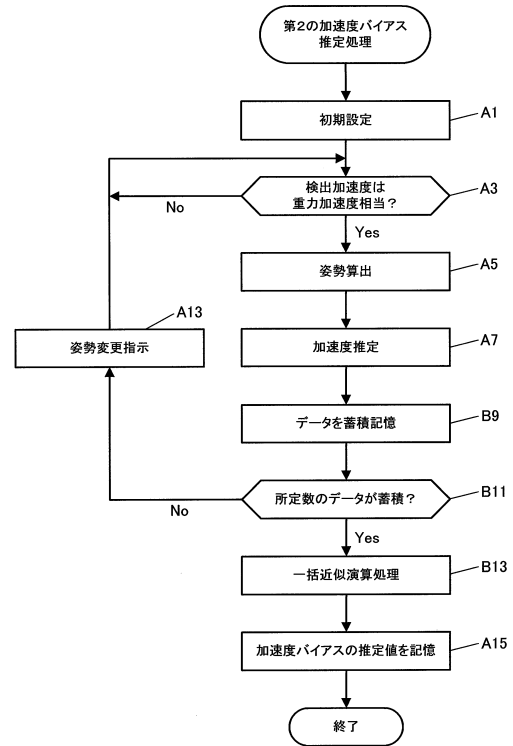 第２の加速度バイアス
推定処理
初期設定
A1
検出加速度は
重力加速度相当？
A3
No
Yes
姿勢算出
A5
A13
姿勢変更指示
加速度推定
A7
データを蓄積記憶
B9
所定数のデータが蓄積？
B11
No
Yes
一括近似演算処理
B13
加速度バイアスの推定値を記憶
A15
終了